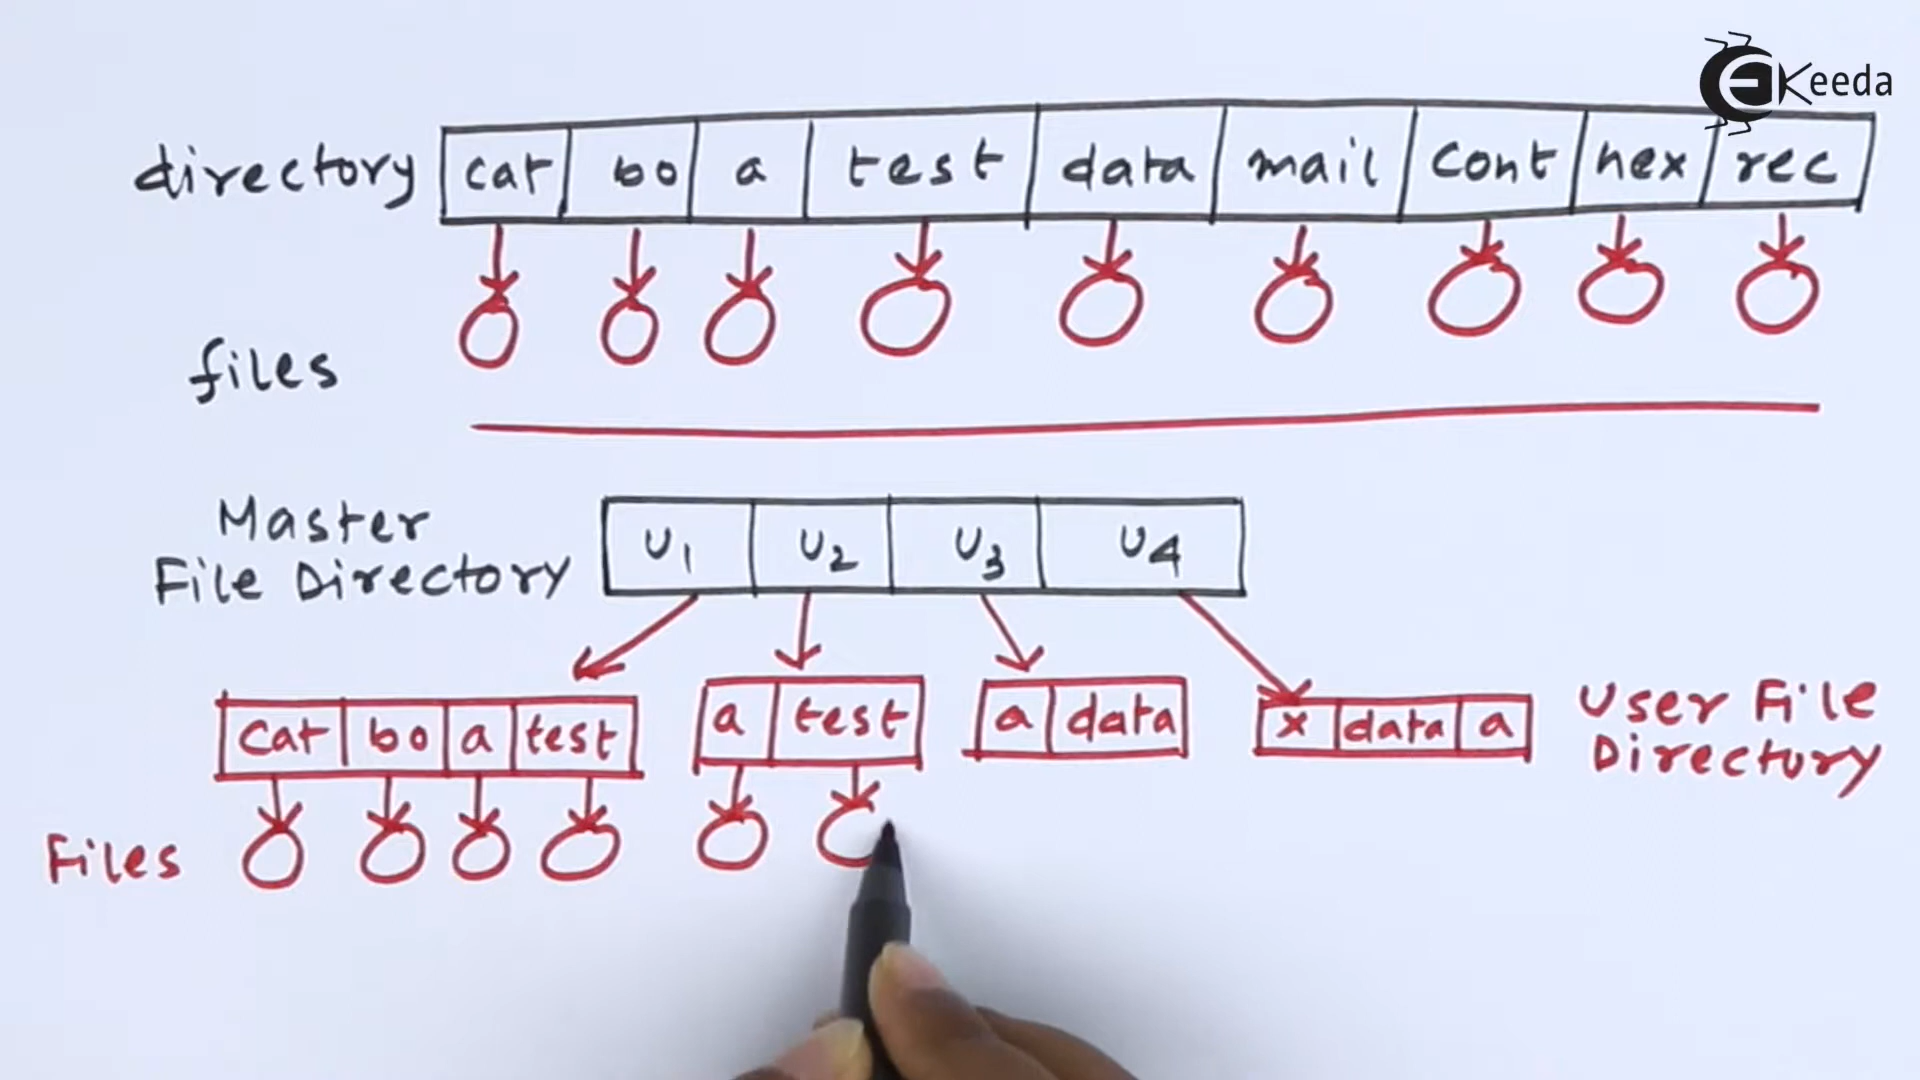 Keeda
directory cat bo a test data mail cont hex rec
files
Master
File Directory
U1 U2 U3 U4
cat bo a test a test a data x data a
User File
Directory
Files